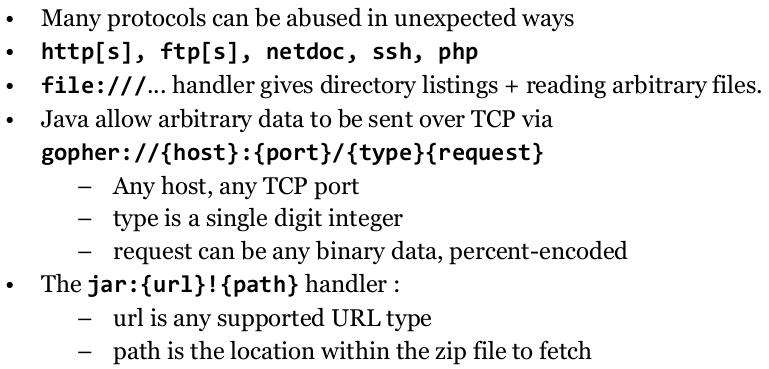 • Many protocols can be abused in unexpected ways
• http[s], ftp[s], netdoc, ssh, php
• file:///... handler gives directory listings + reading arbitrary files.
• Java allow arbitrary data to be sent over TCP via
gopher://{host}:{port}/{type}{request}
– Any host, any TCP port
– type is a single digit integer
– request can be any binary data, percent-encoded
• The jar:{url}!{path} handler :
– url is any supported URL type
– path is the location within the zip file to fetch